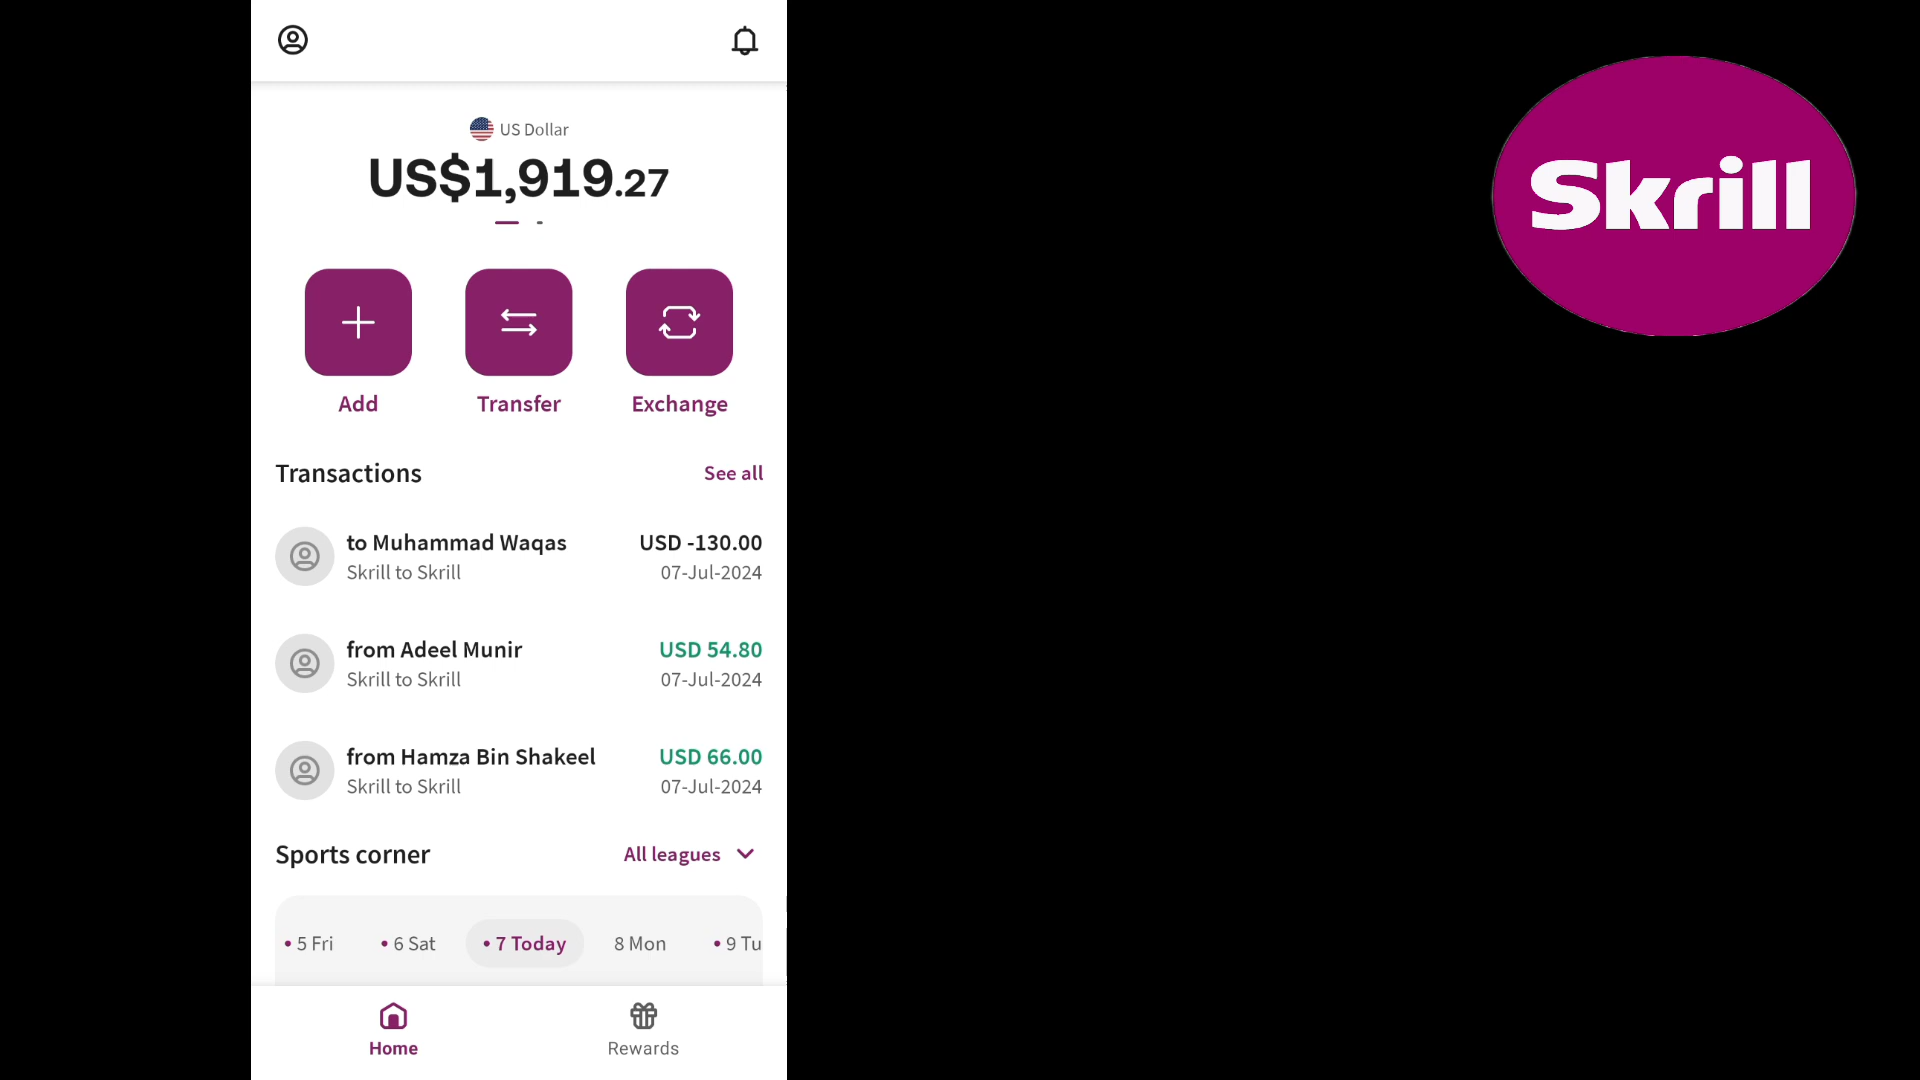 US Dollar
US$1,919.27
Add Transfer Exchange
Transactions See all
to Muhammad Waqas USD -130.00
Skrill to Skrill 07-Jul-2024
from Adeel Munir USD 54.80
Skrill to Skrill 07-Jul-2024
from Hamza Bin Shakeel USD 66.00
Skrill to Skrill 07-Jul-2024
Sports corner All leagues
• 5 Fri • 6 Sat • 7 Today 8 Mon • 9 Tu
Home Rewards
Skrill